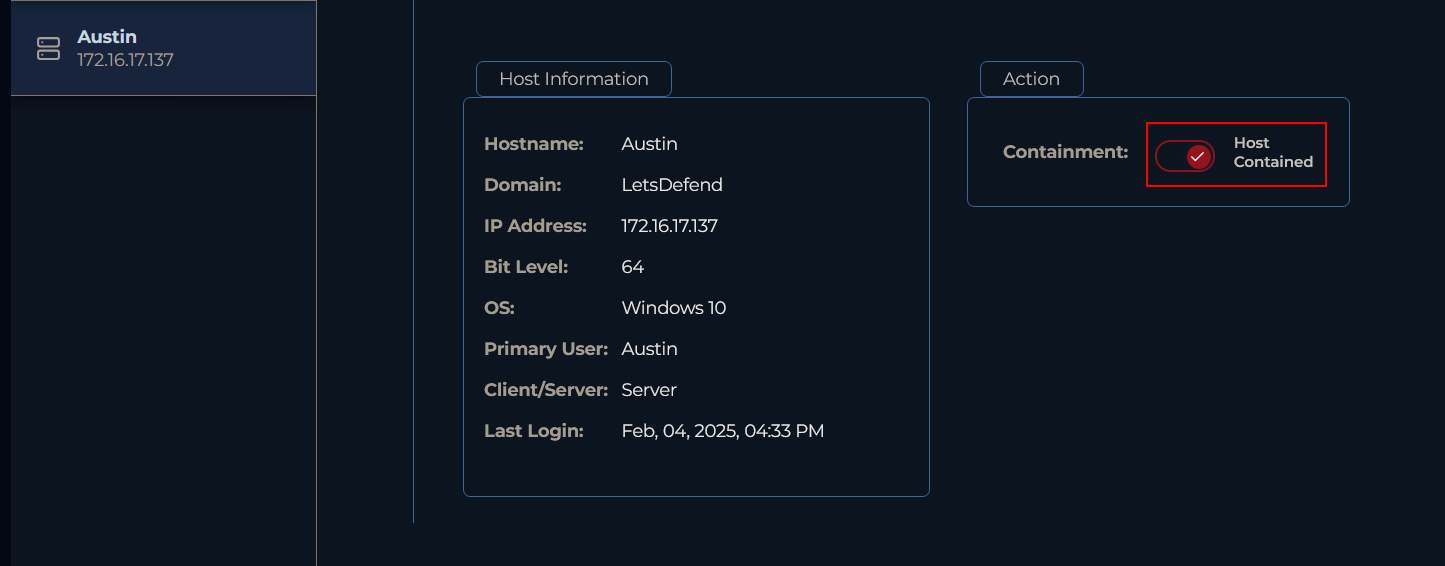 Austin
172.16.17.137
Host Information
Hostname: Austin
Domain: LetsDefend
IP Address: 172.16.17.137
Bit Level: 64
OS: Windows 10
Primary User: Austin
Client/Server: Server
Last Login: Feb, 04, 2025, 04:33 PM
Action
Containment:
Host
Contained